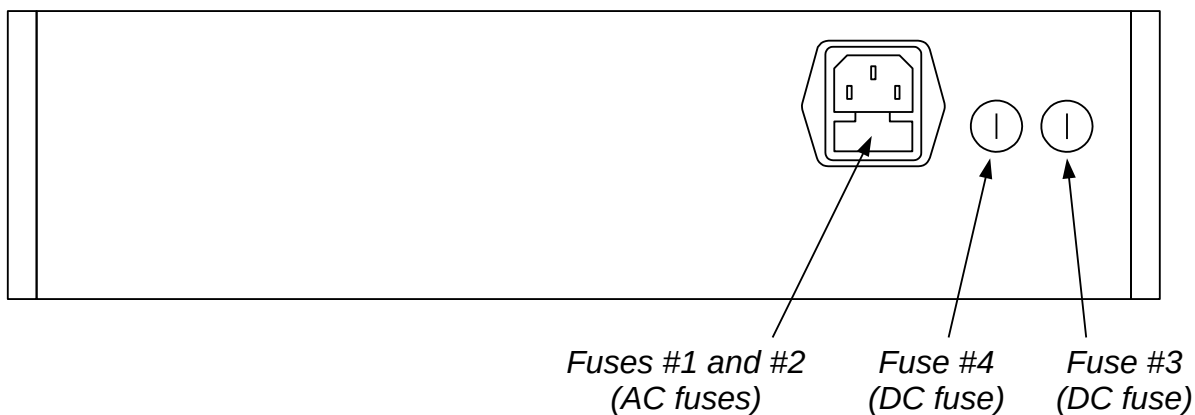 Fuses #1 and #2
(AC fuses)
Fuse #4
(DC fuse)
Fuse #3
(DC fuse)